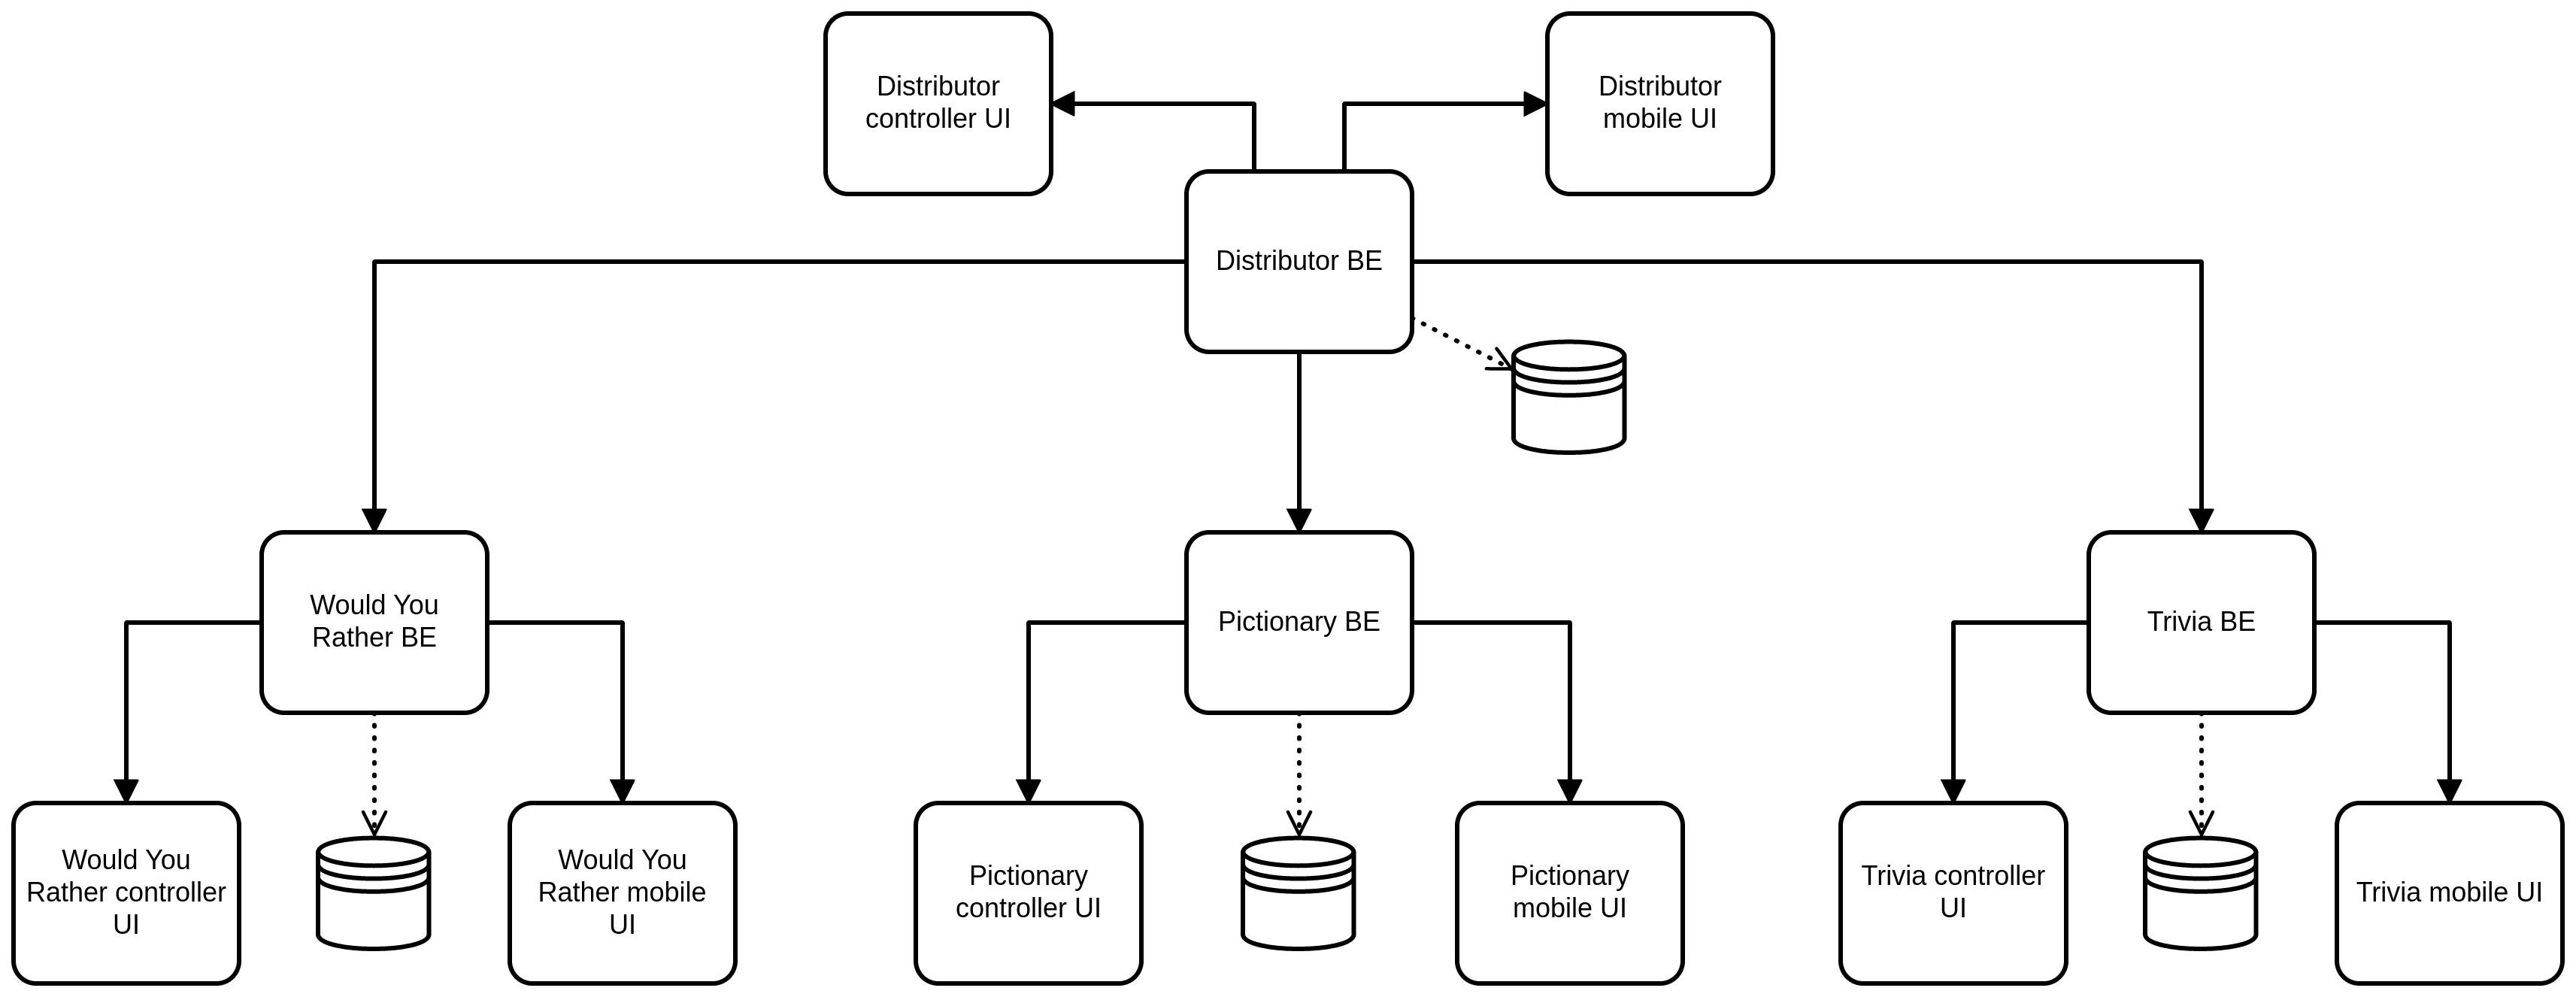 Distributor
controller UI
Distributor
mobile UI
Distributor BE
Would You
Rather BE
Pictionary BE
Trivia BE
Would You
Rather controller
UI
Would You
Rather mobile
UI
Pictionary
controller UI
Pictionary
mobile UI
Trivia controller
UI
Trivia mobile UI